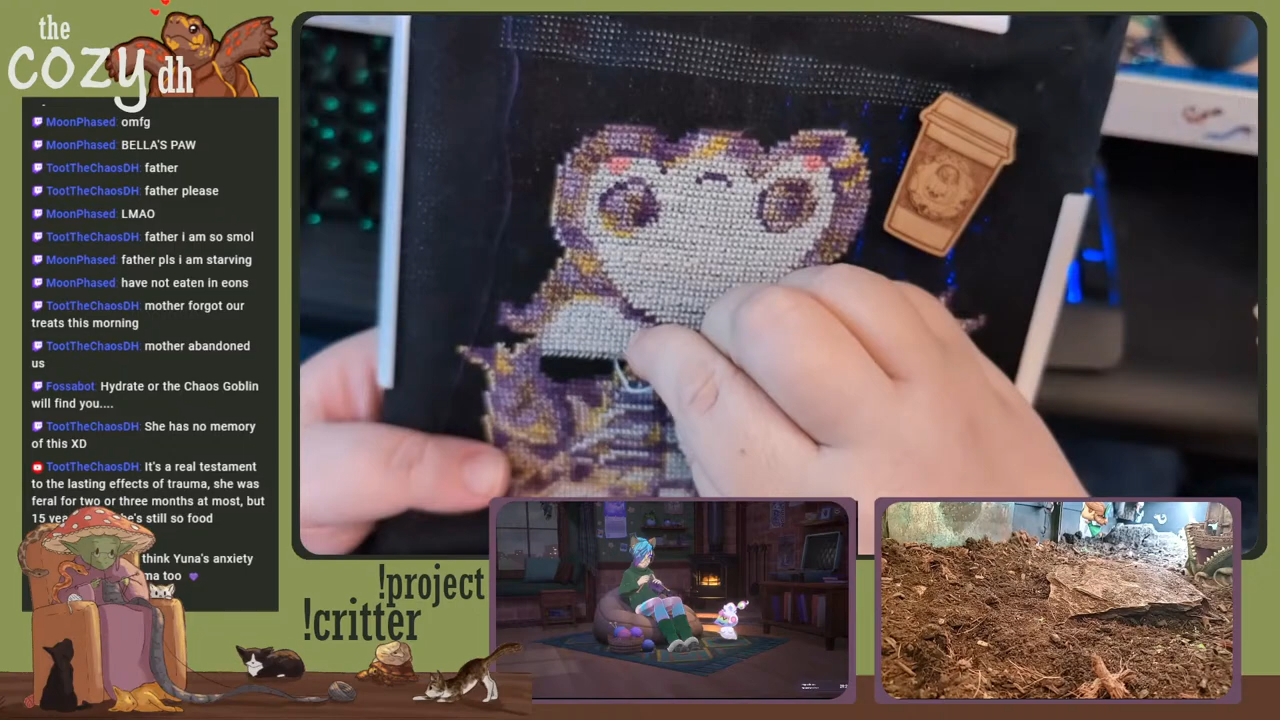 the
cozy dh
MoonPhased: omfg
MoonPhased: BELLA'S PAW
TootTheChaosDH: father
TootTheChaosDH: father please
MoonPhased: LMAO
TootTheChaosDH: father i am so smol
MoonPhased: father pls i am starving
MoonPhased: have not eaten in eons
TootTheChaosDH: mother forgot our
treats this morning
TootTheChaosDH: mother abandoned
us
Fossabot: Hydrate or the Chaos Goblin
will find you....
TootTheChaosDH: She has no memory
of this XD
TootTheChaosDH: It's a real testament
to the lasting effects of trauma, she was
feral for two or three months at most, but
15 he's still so food
think Yuna's anxiety
too
!project
!critter